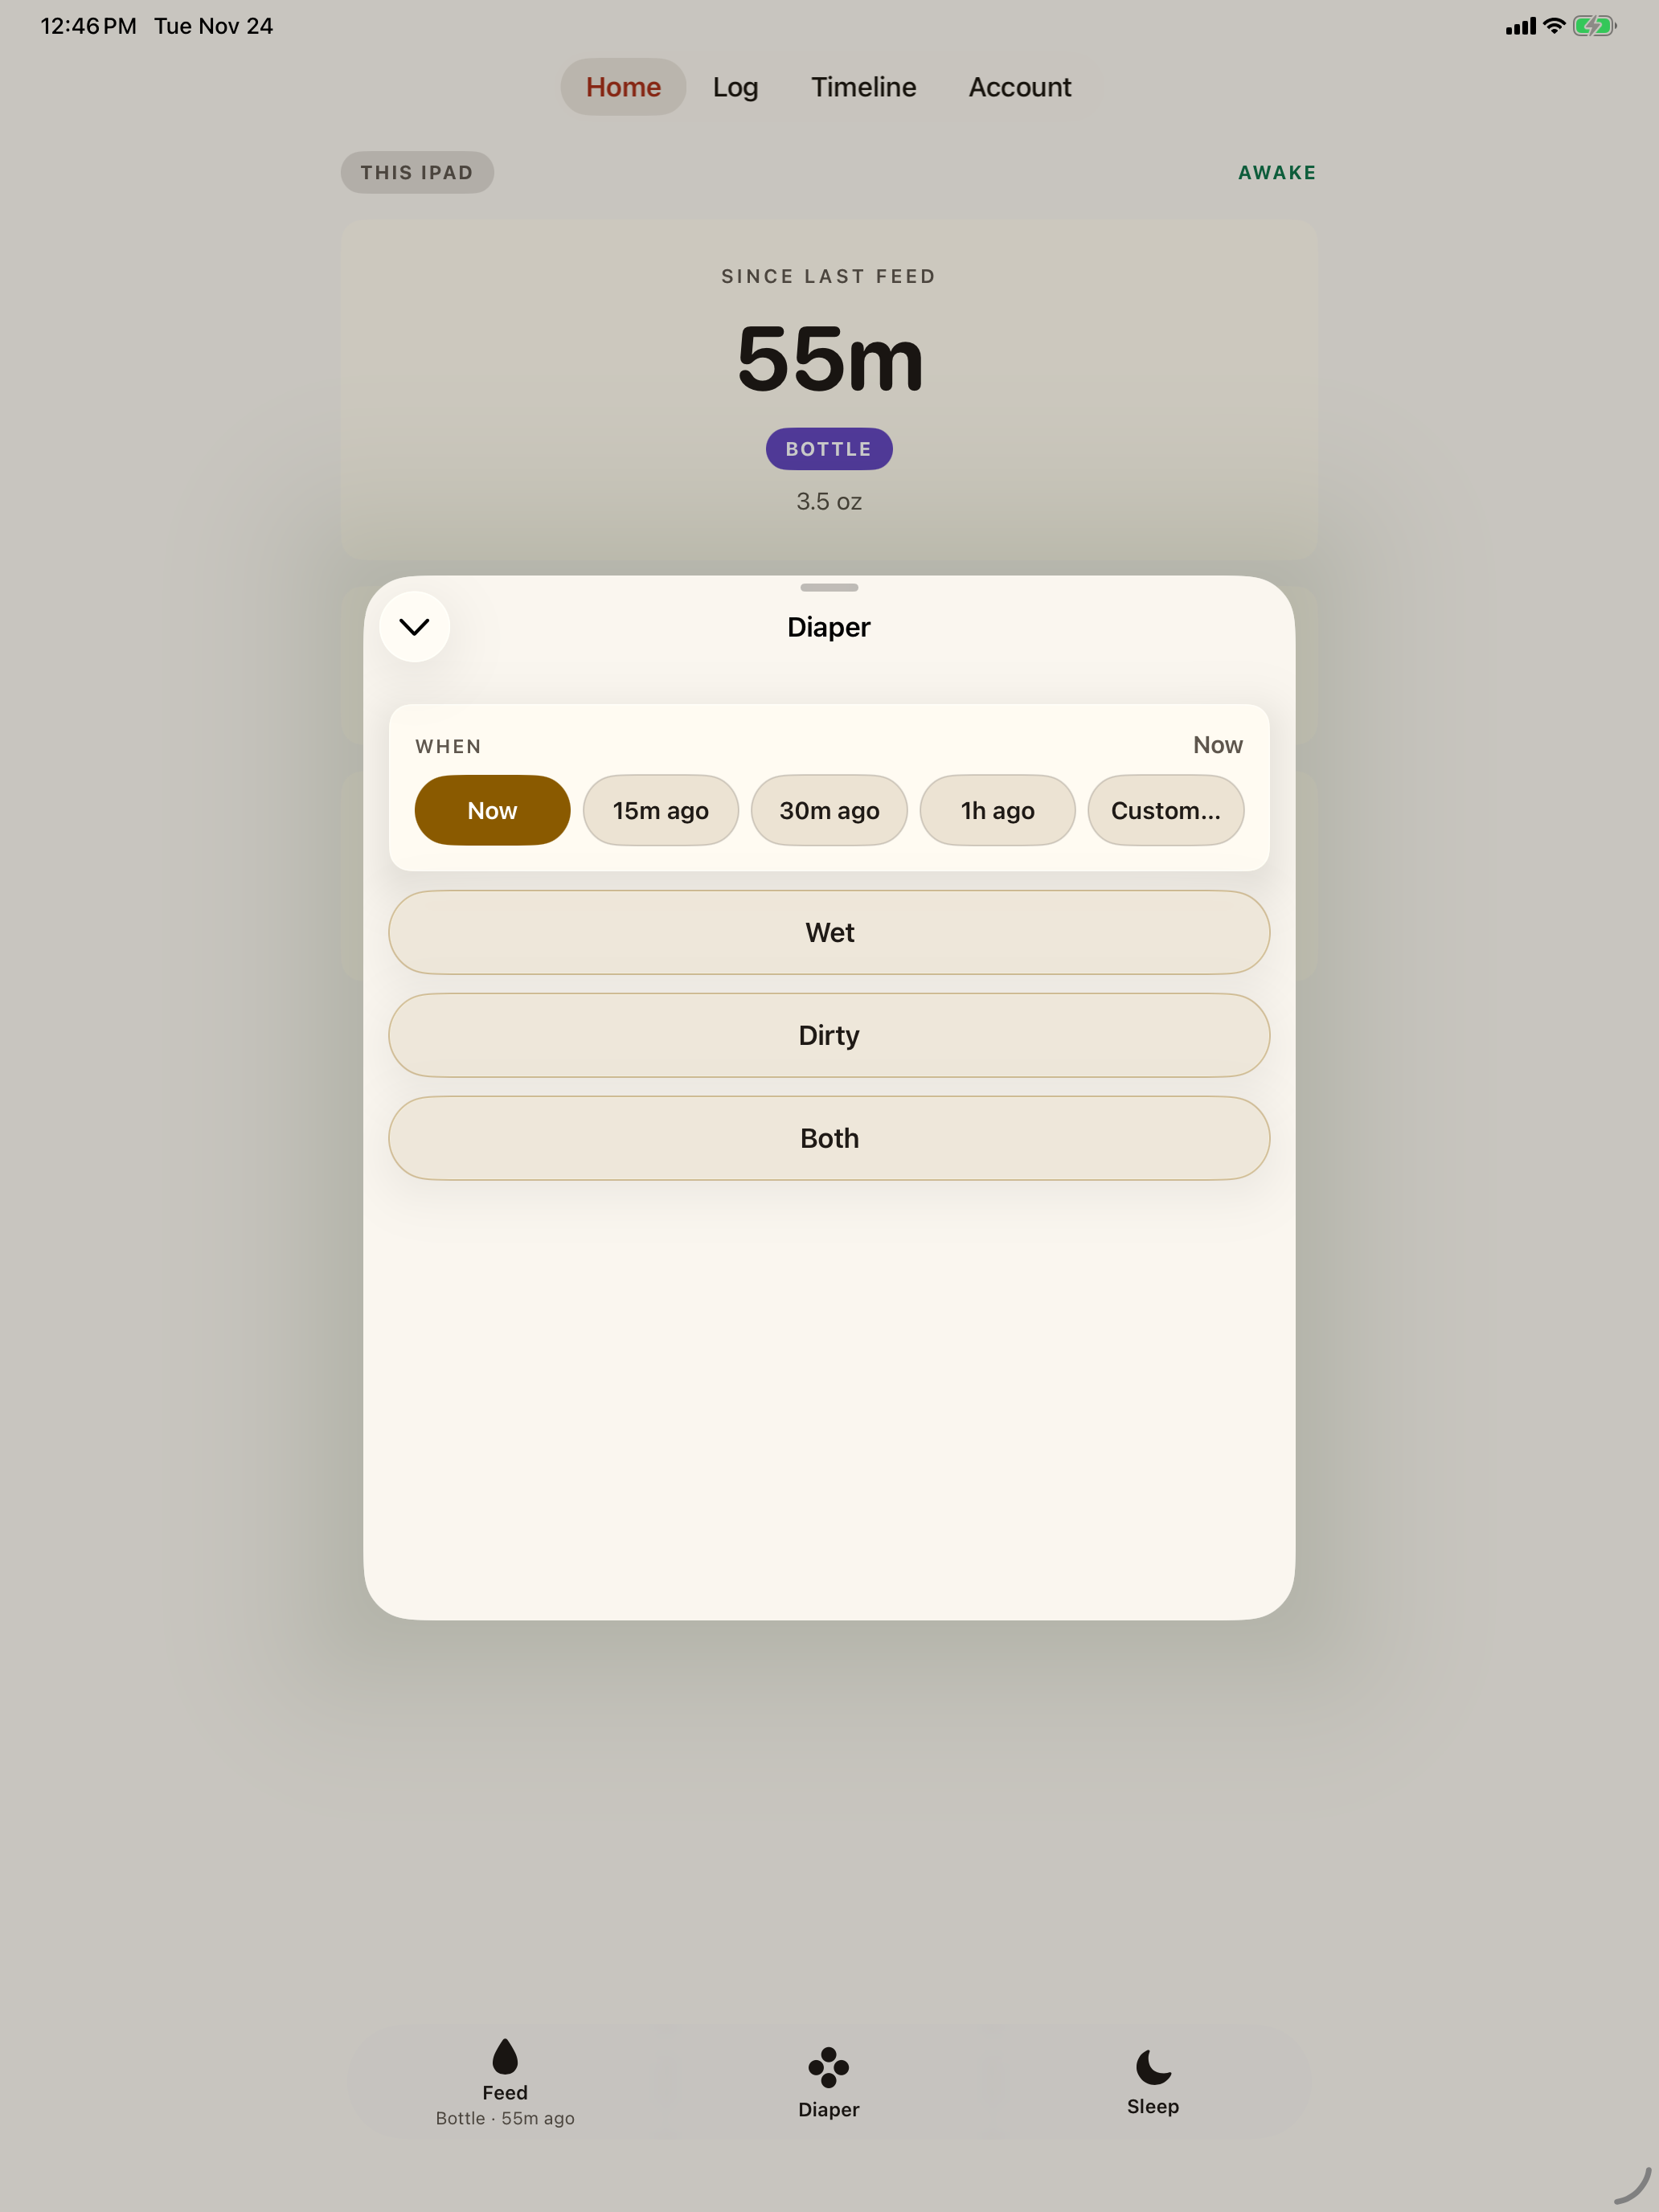 12:46 PM Tue Nov 24
Home Log Timeline Account
THIS IPAD AWAKE
SINCE LAST FEED
55m
BOTTLE
3.5 oz
Diaper
WHEN Now
Now 15m ago 30m ago 1h ago Custom...
Wet
Dirty
Both
Feed Diaper Sleep
Bottle · 55m ago